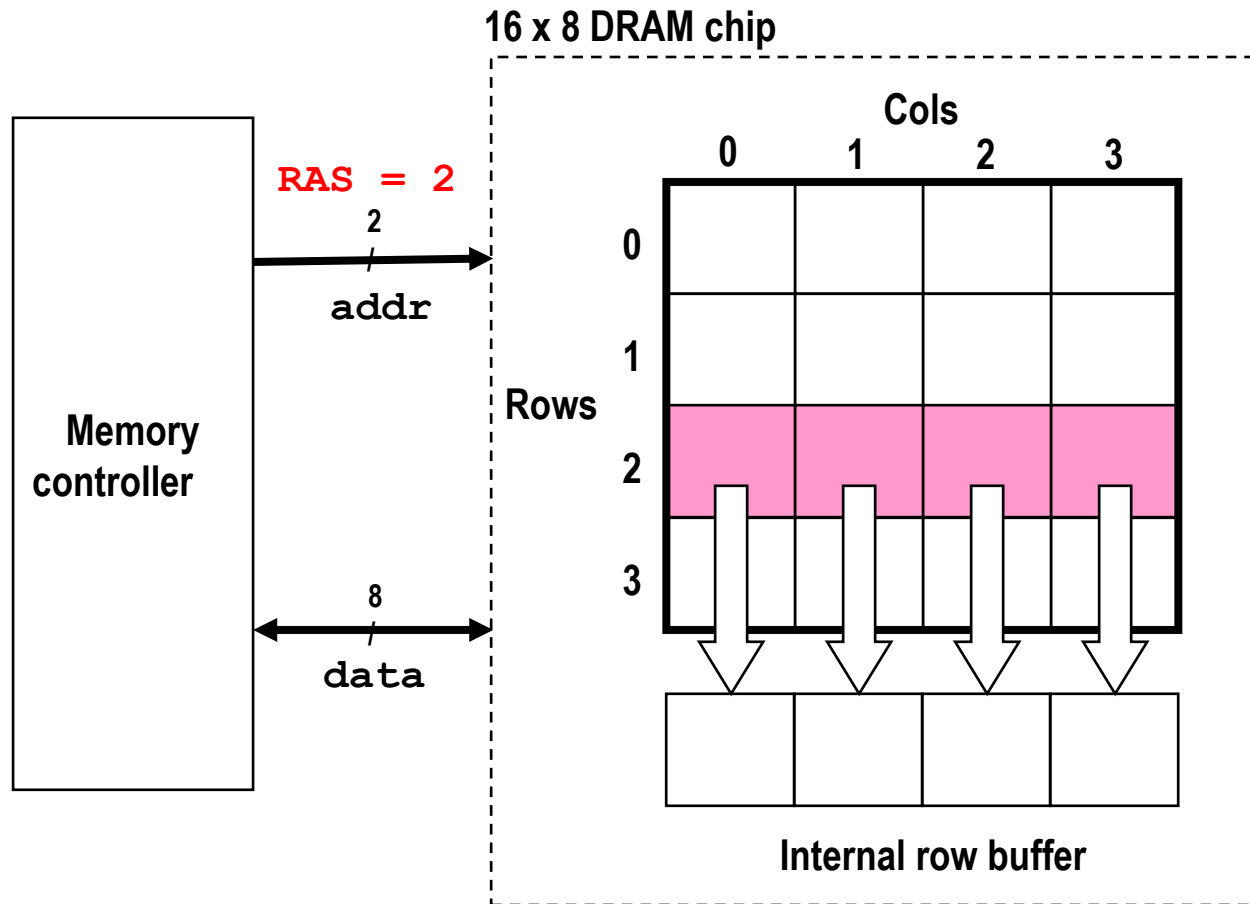 16 x 8 DRAM chip
Cols
0 1 2 3
RAS = 2
2
addr
0
1
Rows
2
3
Memory
controller
8
data
Internal row buffer